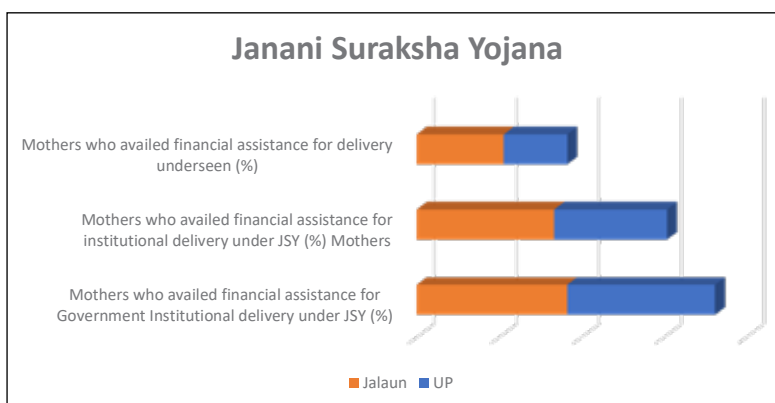 Janani Suraksha Yojana
Mothers who availed financial assistance for delivery
underseen (%)
Mothers who availed financial assistance for
institutional delivery under JSY (%) Mothers
Mothers who availed financial assistance for
Government Institutional delivery under JSY (%)
Jalaun
UP